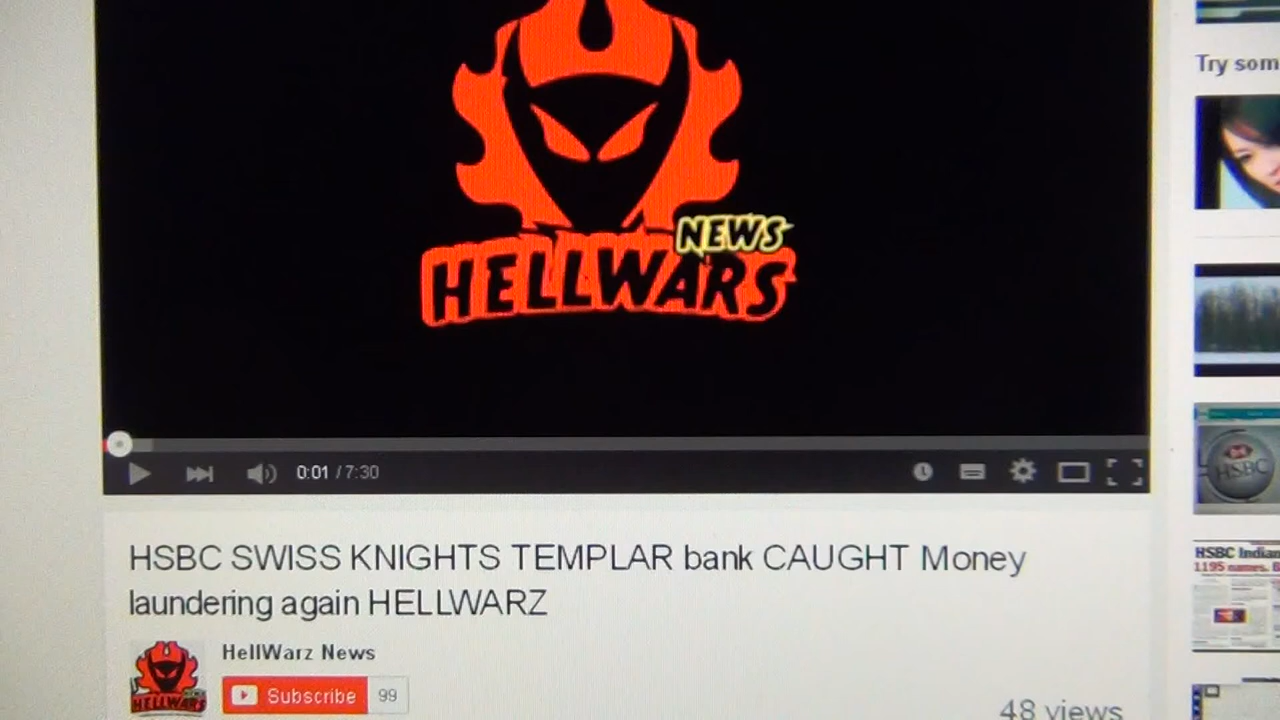 Try som
NEWS
HELLWARS
0:01 / 7:30
HSBC
HSBC SWISS KNIGHTS TEMPLAR bank CAUGHT Money
laundering again HELLWARZ
HSBC Indian
1195 names.
HellWarz News
HELLWARS
Subscribe 99
48 views